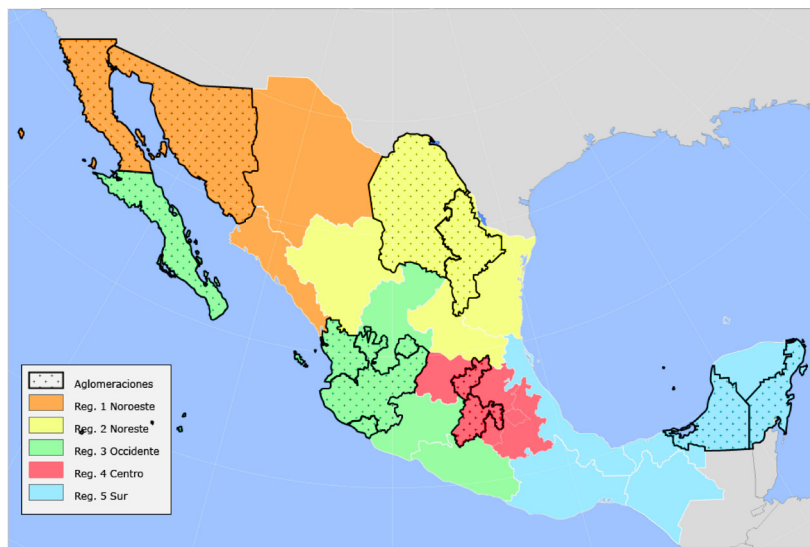 Aglomeraciones
Reg. 1 Noroeste
Reg. 2 Noreste
Reg. 3 Occidente
Reg. 4 Centro
Reg. 5 Sur